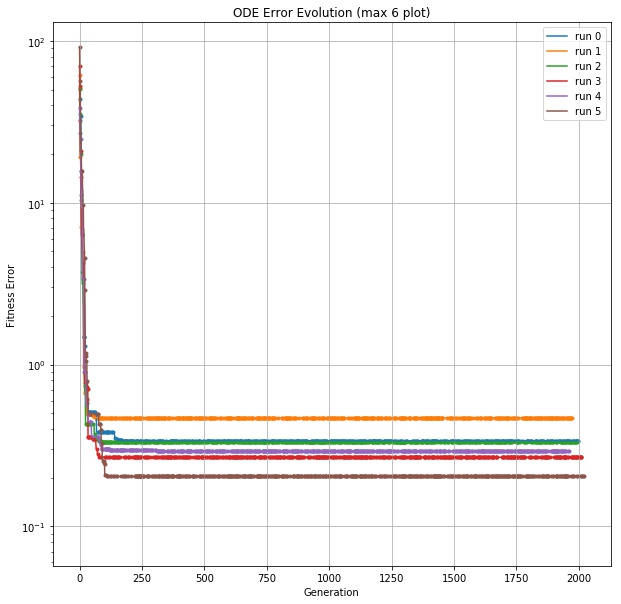 ODE Error Evolution (max 6 plot)
run 0
run 1
run 2
run 3
run 4
run 5
10²
10¹
10⁰
10⁻¹
Fitness Error
0
250
500
750
1000
1250
1500
1750
2000
Generation